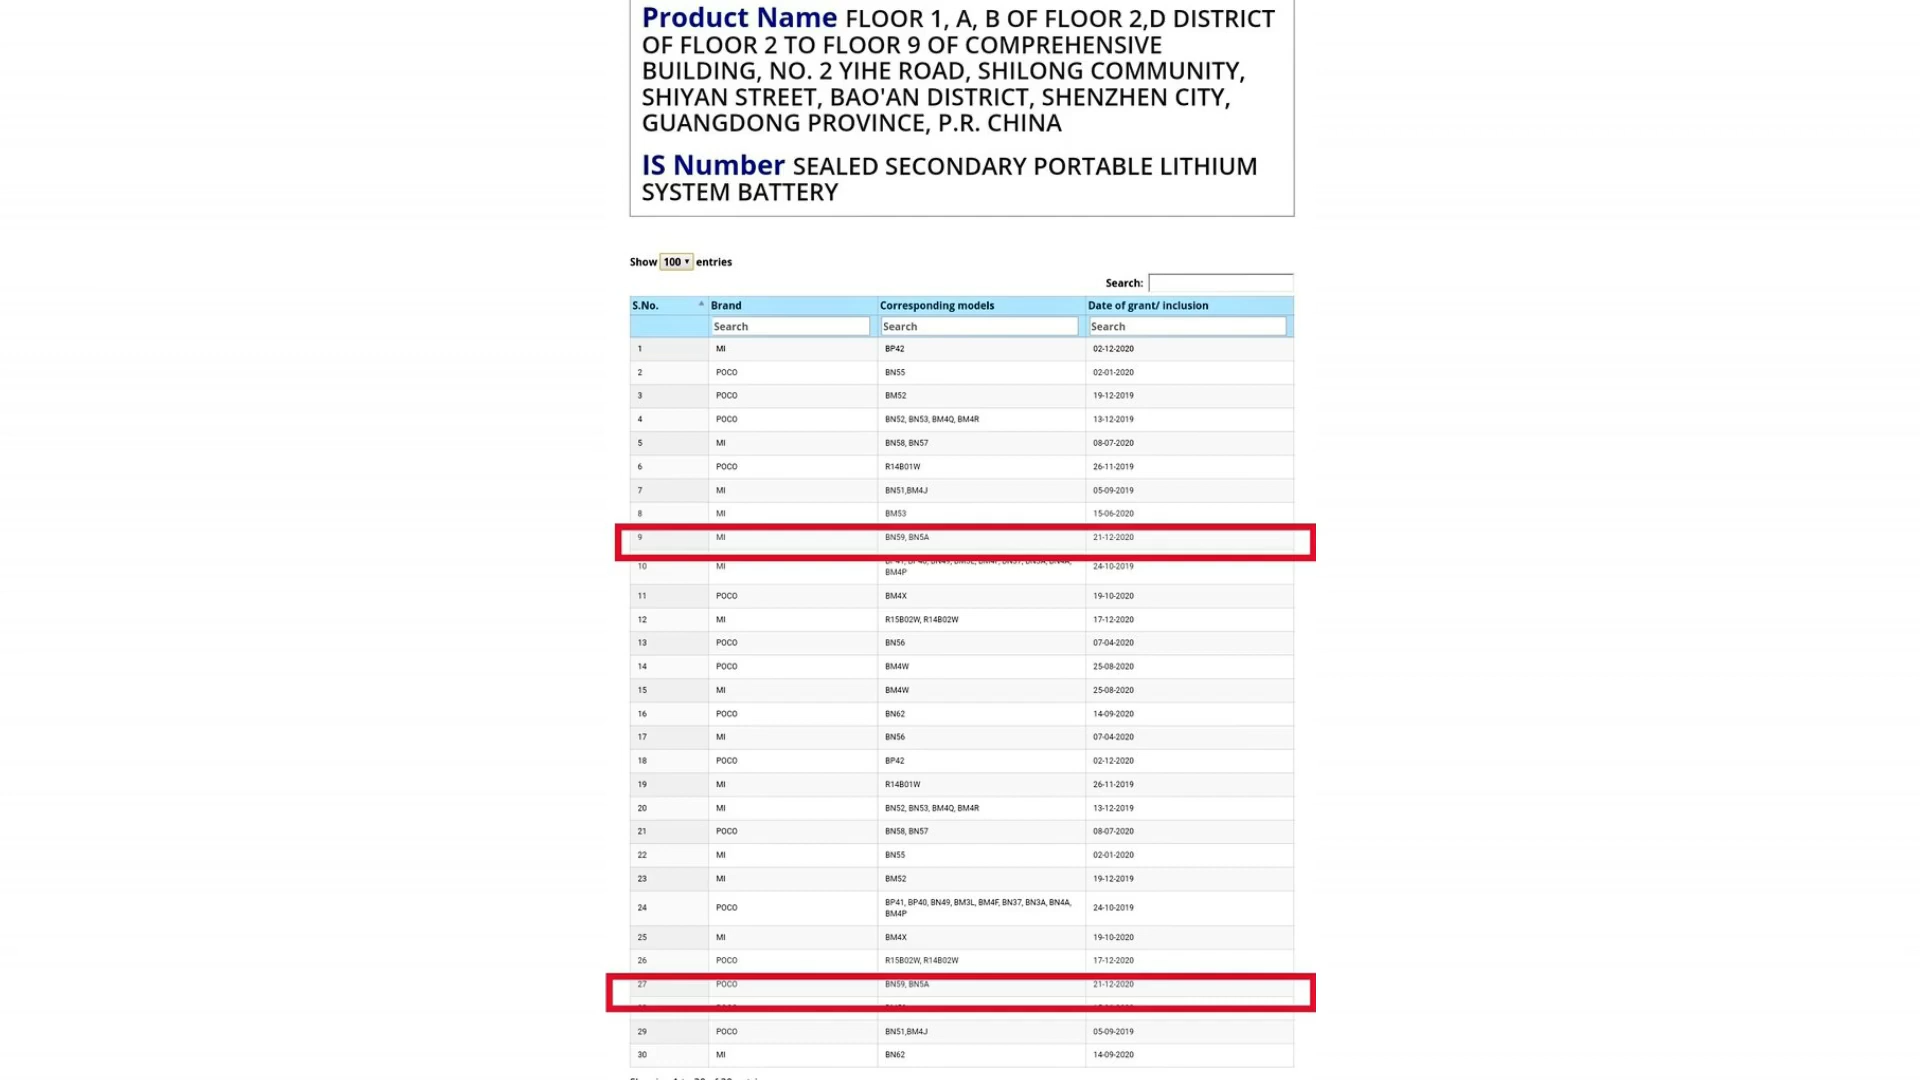 Product Name FLOOR 1, A, B OF FLOOR 2,D DISTRICT
OF FLOOR 2 TO FLOOR 9 OF COMPREHENSIVE
BUILDING, NO. 2 YIHE ROAD, SHILONG COMMUNITY,
SHIYAN STREET, BAO'AN DISTRICT, SHENZHEN CITY,
GUANGDONG PROVINCE, P.R. CHINA
IS Number SEALED SECONDARY PORTABLE LITHIUM
SYSTEM BATTERY
Show 100 entries
Search:
S.No. Brand Corresponding models Date of grant/ inclusion
Search Search Search
1 MI BP42 02-12-2020
2 POCO BN55 02-01-2020
3 POCO BM52 19-12-2019
4 POCO BN52, BN53, BM4Q, BM4R 13-12-2019
5 MI BN58, BN57 08-07-2020
6 POCO R14B01W 26-11-2019
7 MI BN51,BM4J 05-09-2019
8 MI BM53 15-06-2020
9 MI BN59, BN5A 21-12-2020
10 MI 24-10-2019
BM4P
11 POCO BM4X 19-10-2020
12 MI R15B02W, R14B02W 17-12-2020
13 POCO BN56 07-04-2020
14 POCO BM4W 25-08-2020
15 MI BM4W 25-08-2020
16 POCO BN62 14-09-2020
17 MI BN56 07-04-2020
18 POCO BP42 02-12-2020
19 MI R14B01W 26-11-2019
20 MI BN52, BN53, BM4Q, BM4R 13-12-2019
21 POCO BN58, BN57 08-07-2020
22 MI BN55 02-01-2020
23 MI BM52 19-12-2019
24 POCO BP41, BP40, BN49, BM3L, BM4F, BN37, BN3A, BN4A, 24-10-2019
BM4P
25 MI BM4X 19-10-2020
26 POCO R15B02W, R14B02W 17-12-2020
27 POCO BN59, BN5A 21-12-2020
29 POCO BN51,BM4J 05-09-2019
30 MI BN62 14-09-2020